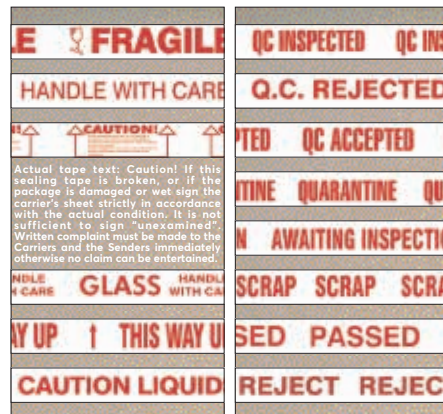 E FRAGILE
HANDLE WITH CARE
CAUTION!
Actual tape text: Caution! If this
sealing tape is broken, or if the
package is damaged or wet sign the
carrier's sheet strictly in accordance
with the actual condition. It is not
sufficient to sign "unexamined".
Written complaint must be made to the
Carriers and the Senders immediately
otherwise no claim can be entertained.
NDLE
H CARE GLASS HANDL
WITH CA
AY UP ↑ THIS WAY U
CAUTION LIQUID
QC INSPECTED QC INS
Q.C. REJECTED
TED QC ACCEPTED
TINE QUARANTINE QU
N AWAITING INSPECTI
SCRAP SCRAP SCRA
SED PASSED
REJECT REJEC